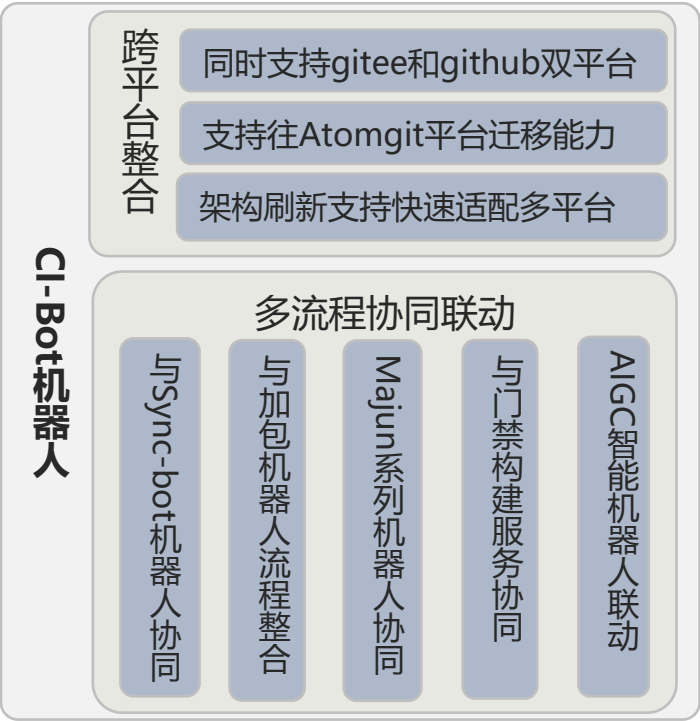 CI-Bot机器人
跨平台整合
同时支持gitee和github双平台
支持往Atomgit平台迁移能力
架构刷新支持快速适配多平台
多流程协同联动
与Sync-bot机器人协同
与加包机器人流程整合
Majun系列机器人协同
与门禁构建服务协同
AIGC智能机器人联动